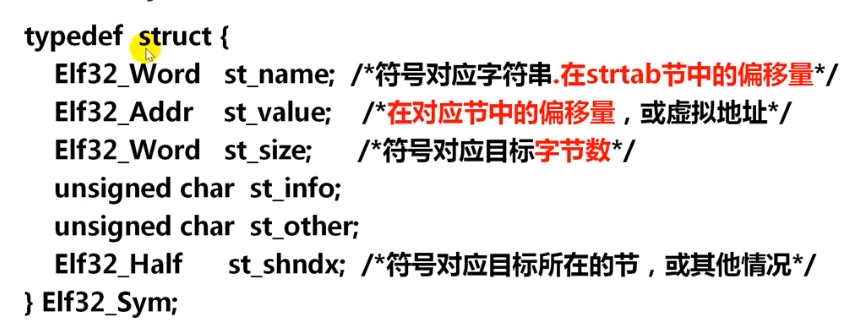 typedef struct {
Elf32_Word st_name; /*符号对应字符串.在strtab节中的偏移量*/
Elf32_Addr st_value; /*在对应节中的偏移量，或虚拟地址*/
Elf32_Word st_size; /*符号对应目标字节数*/
unsigned char st_info;
unsigned char st_other;
Elf32_Half st_shndx; /*符号对应目标所在的节，或其他情况*/
} Elf32_Sym;